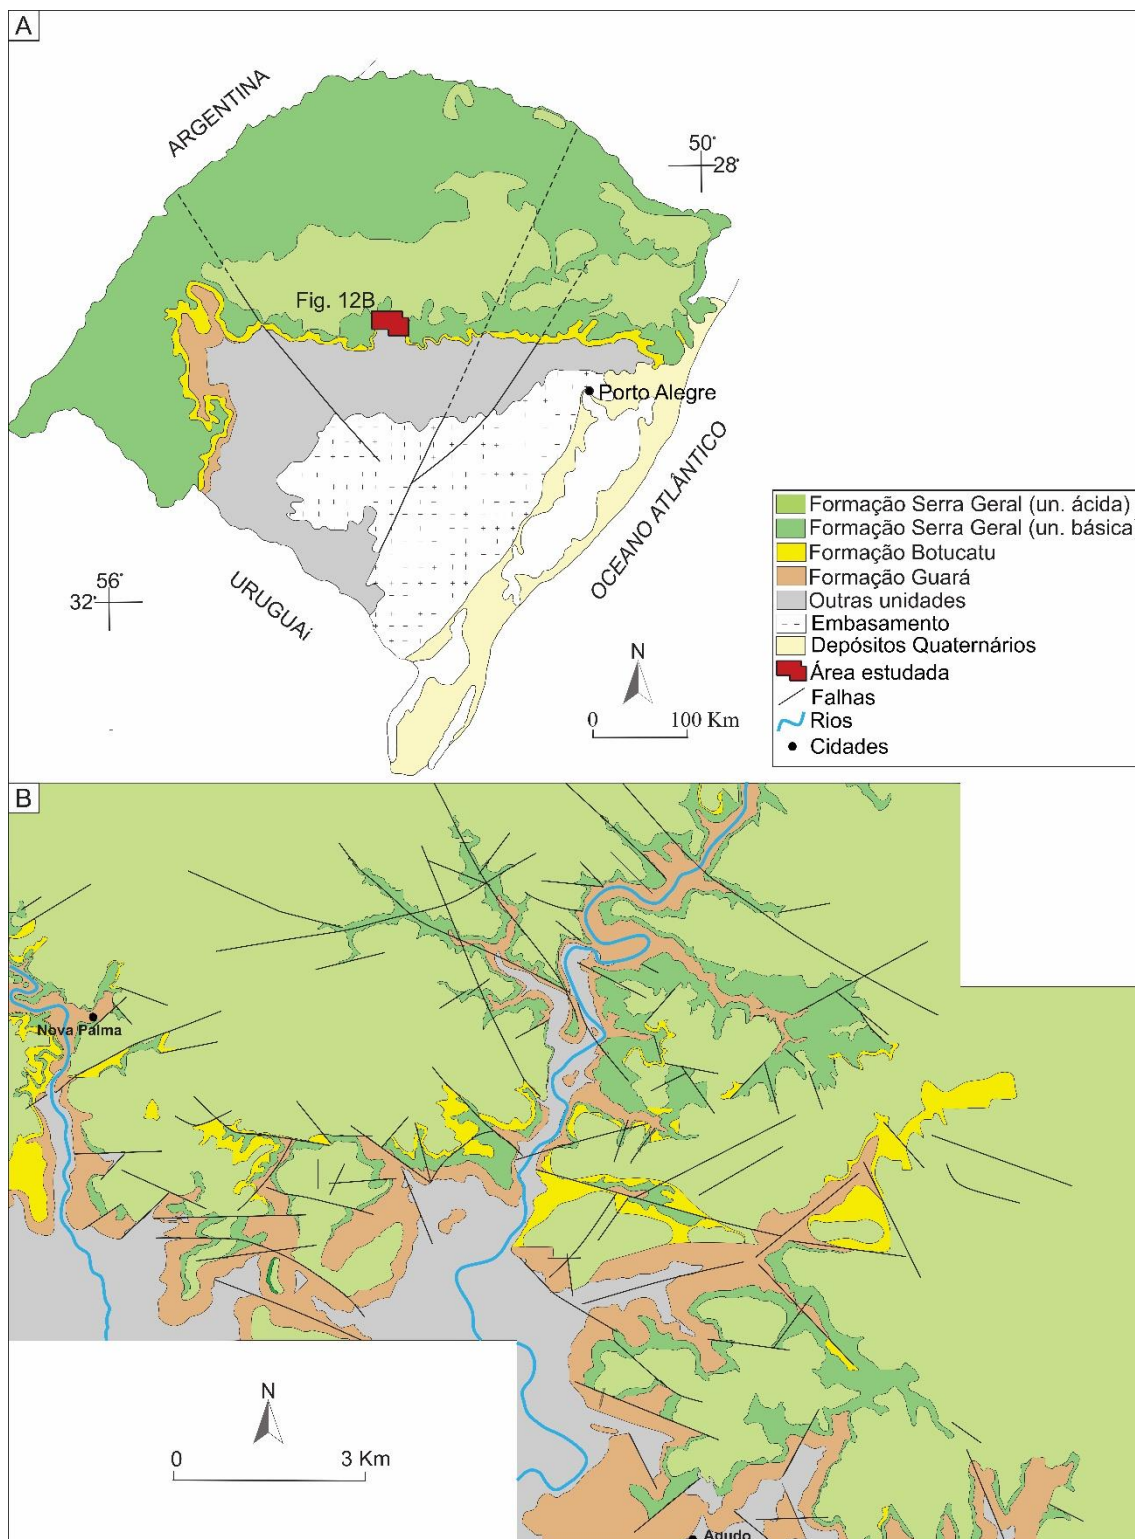 A
ARGENTINA
50°
28°
Fig. 12B
Porto Alegre
OCEANO ATLÂNTICO
56°
32°
URUGUAi
N
0 100 Km
Formação Serra Geral (un. ácida)
Formação Serra Geral (un. básica
Formação Botucatu
Formação Guará
Outras unidades
Embasamento
Depósitos Quaternários
Área estudada
Falhas
Rios
Cidades
B
Nova Palma
N
0 3 Km
Agudo